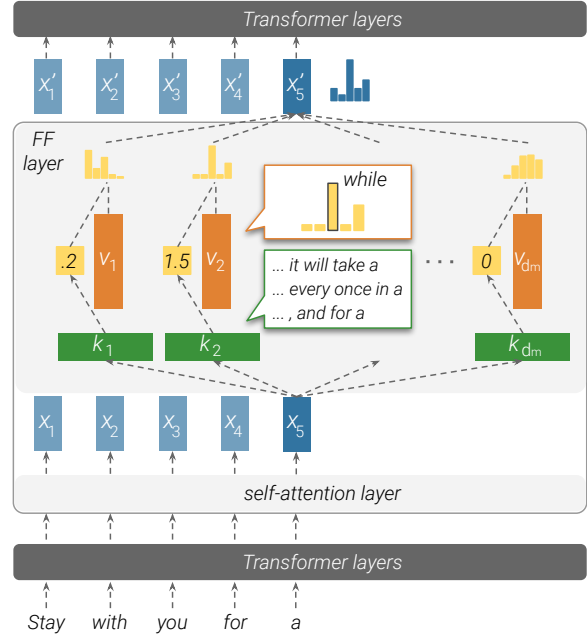 Transformer layers
x′1 x′2 x′3 x′4 x′5
FF
layer
while
.2 v1 1.5 v2 0 vdm
... it will take a
... every once in a
... , and for a
. . .
k1 k2 kdm
x1 x2 x3 x4 x5
self-attention layer
Transformer layers
Stay with you for a